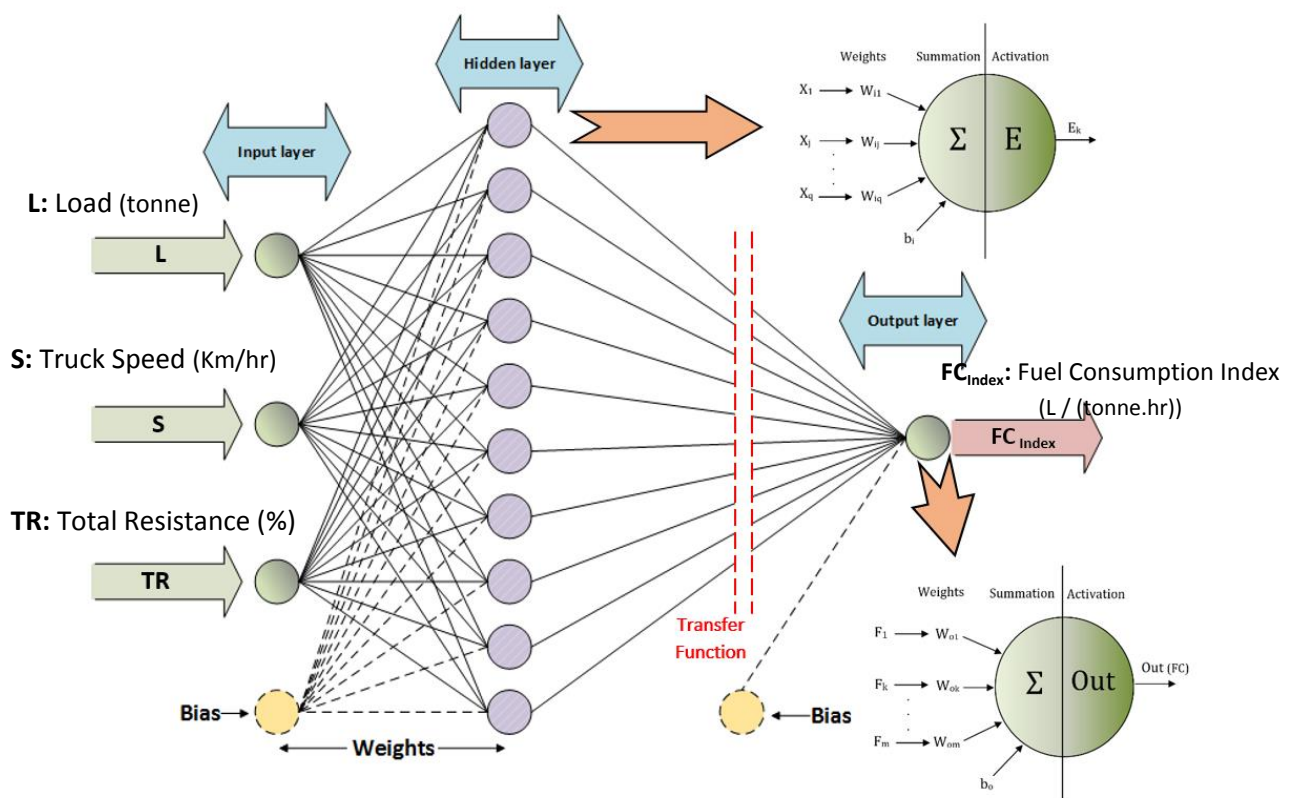 Hidden layer
Input layer
Weights
Summation
Activation
X1
Wi1
Xj
Wij
Xq
Wiq
Σ
E
Ek
bi
L: Load (tonne)
L
S: Truck Speed (Km/hr)
S
TR: Total Resistance (%)
TR
Output layer
FCIndex: Fuel Consumption Index
(L / (tonne.hr))
FC Index
Transfer
Function
Bias
Weights
Bias
Weights
Summation
Activation
F1
Wo1
Fk
Wok
Fm
Wom
Σ
Out
Out (FC)
bo